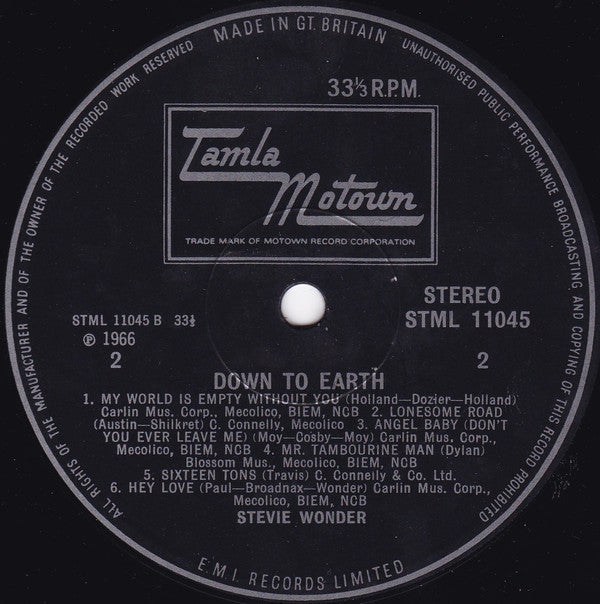 MADE IN GT. BRITAIN
UNAUTHORISED PUBLIC PERFORMANCE BROADCASTING, AND COPYING OF THIS RECORD PROHIBITED
ALL RIGHTS OF THE MANUFACTURER AND OF THE OWNER OF THE RECORDED WORK RESERVED
33⅓ R.P.M.
Tamla
Motown
TRADE MARK OF MOTOWN RECORD CORPORATION
STEREO
STML 11045 B 33⅓
STML 11045
℗ 1966
2
2
DOWN TO EARTH
1. MY WORLD IS EMPTY WITHOUT YOU (Holland—Dozier—Holland)
Carlin Mus. Corp., Mecolico, BIEM, NCB 2. LONESOME ROAD
(Austin—Shilkret) C. Connelly, Mecolico 3. ANGEL BABY (DON'T
YOU EVER LEAVE ME) (Moy—Cosby—Moy) Carlin Mus. Corp.,
Mecolico, BIEM, NCB 4. MR. TAMBOURINE MAN (Dylan)
Blossom Mus., Mecolico, BIEM, NCB
5. SIXTEEN TONS (Travis) C. Connelly & Co. Ltd.
6. HEY LOVE (Paul—Broadnax—Wonder) Carlin Mus. Corp.,
Mecolico, BIEM, NCB
STEVIE WONDER
E.M.I. RECORDS LIMITED